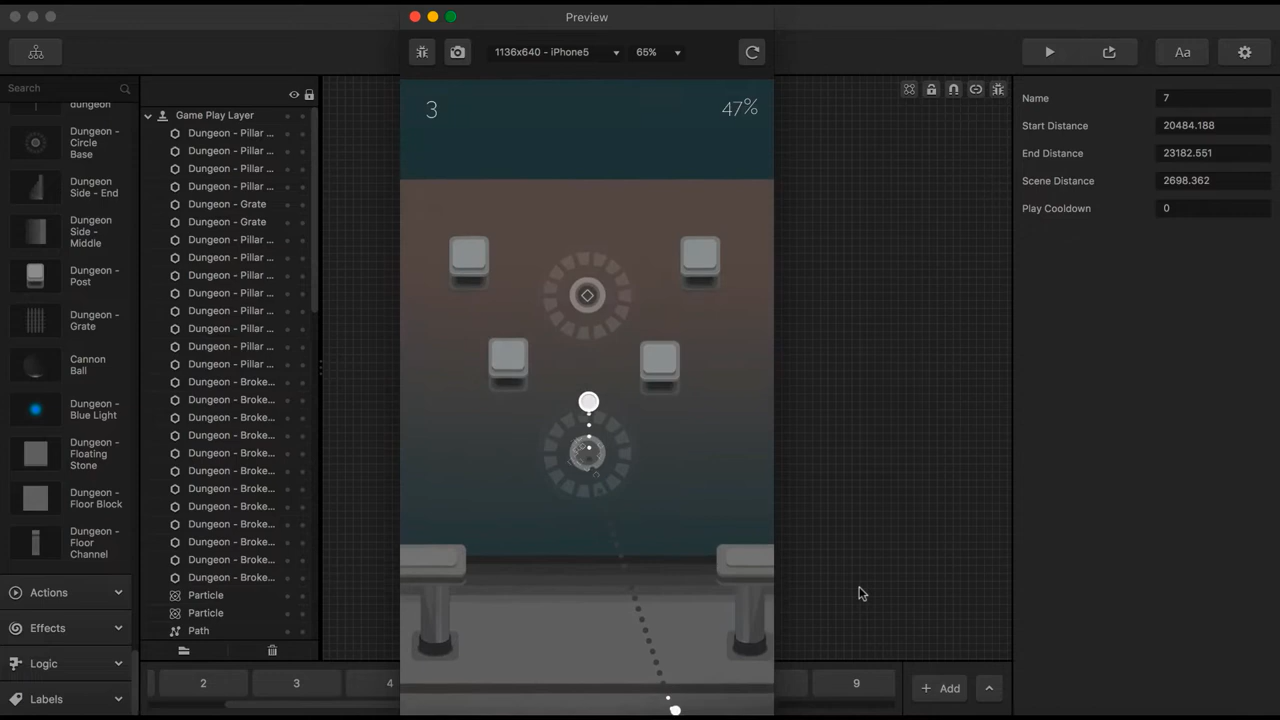 Preview
1136x640 - iPhone5
65%
Aa
Search
Game Play Layer
Name
7
Start Distance
20484.188
End Distance
23182.551
Scene Distance
2698.362
Play Cooldown
0
3
47%
dungeon
Dungeon -
Circle
Base
Dungeon
Side - End
Dungeon
Side -
Middle
Dungeon -
Post
Dungeon -
Grate
Cannon
Ball
Dungeon -
Blue Light
Dungeon -
Floating
Stone
Dungeon -
Floor Block
Dungeon -
Floor
Channel
Actions
Effects
Logic
Labels
Dungeon - Pillar ...
Dungeon - Pillar ...
Dungeon - Pillar ...
Dungeon - Pillar ...
Dungeon - Grate
Dungeon - Grate
Dungeon - Pillar ...
Dungeon - Pillar ...
Dungeon - Pillar ...
Dungeon - Pillar ...
Dungeon - Pillar ...
Dungeon - Pillar ...
Dungeon - Pillar ...
Dungeon - Pillar ...
Dungeon - Broke...
Dungeon - Broke...
Dungeon - Broke...
Dungeon - Broke...
Dungeon - Broke...
Dungeon - Broke...
Dungeon - Broke...
Dungeon - Broke...
Dungeon - Broke...
Dungeon - Broke...
Dungeon - Broke...
Dungeon - Broke...
Particle
Particle
Path
2
3
4
9
Add